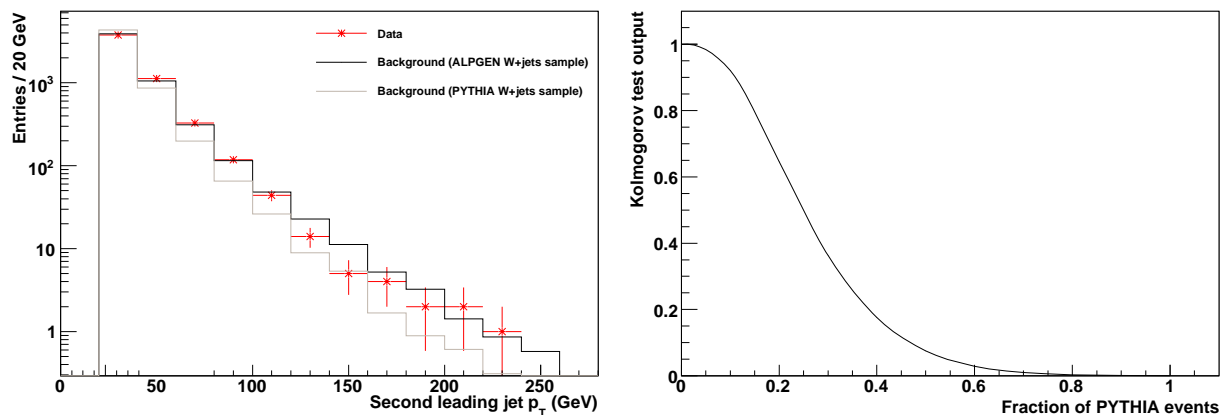 Entries / 20 GeV
10³
10²
10
1
Data
Background (ALPGEN W+jets sample)
Background (PYTHIA W+jets sample)
0 50 100 150 200 250
Second leading jet p_T (GeV)
Kolmogorov test output
1
0.8
0.6
0.4
0.2
0
0 0.2 0.4 0.6 0.8 1
Fraction of PYTHIA events